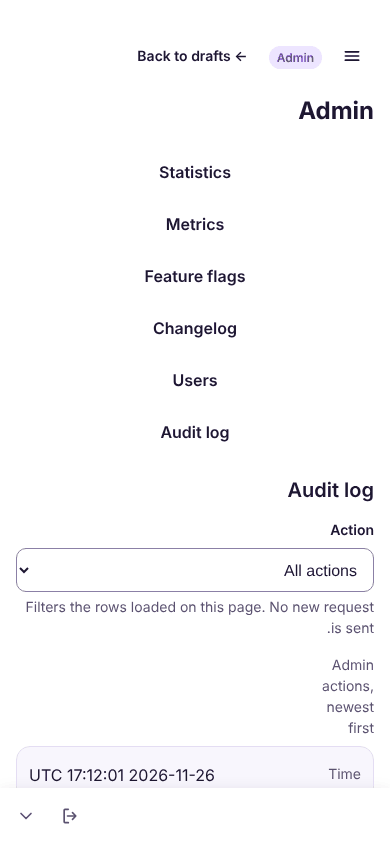 Back to drafts ←
Admin
Admin
Statistics
Metrics
Feature flags
Changelog
Users
Audit log
Audit log
Action
All actions
Filters the rows loaded on this page. No new request
.is sent
Admin
actions,
newest
first
Time
UTC 17:12:01 2026-11-26